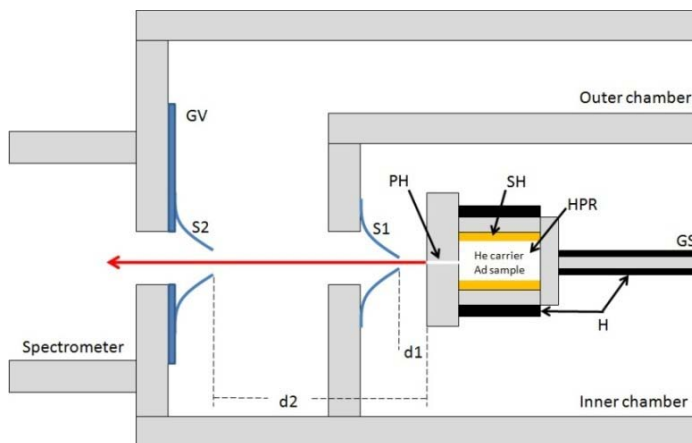 GV
Outer chamber
PH
SH
HPR
S2
S1
GS
He carrier
Ad sample
H
Spectrometer
d1
d2
Inner chamber